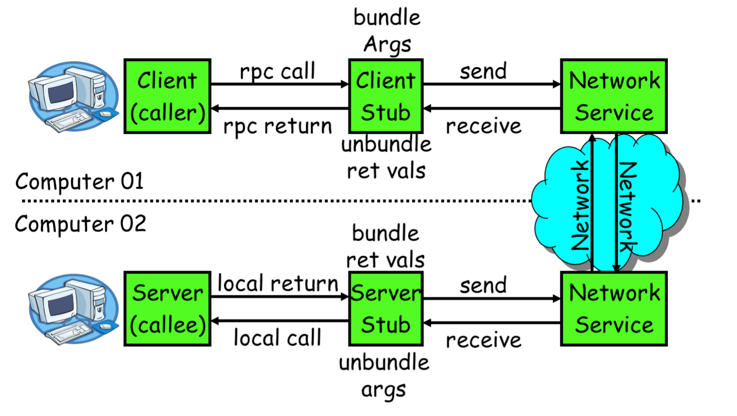 bundle
Args
Client
(caller)
rpc call
rpc return
Client
Stub
send
receive
Network
Service
unbundle
ret vals
Network
Network
Computer 01
Computer 02
bundle
ret vals
Server
(callee)
local return
local call
Server
Stub
send
receive
Network
Service
unbundle
args